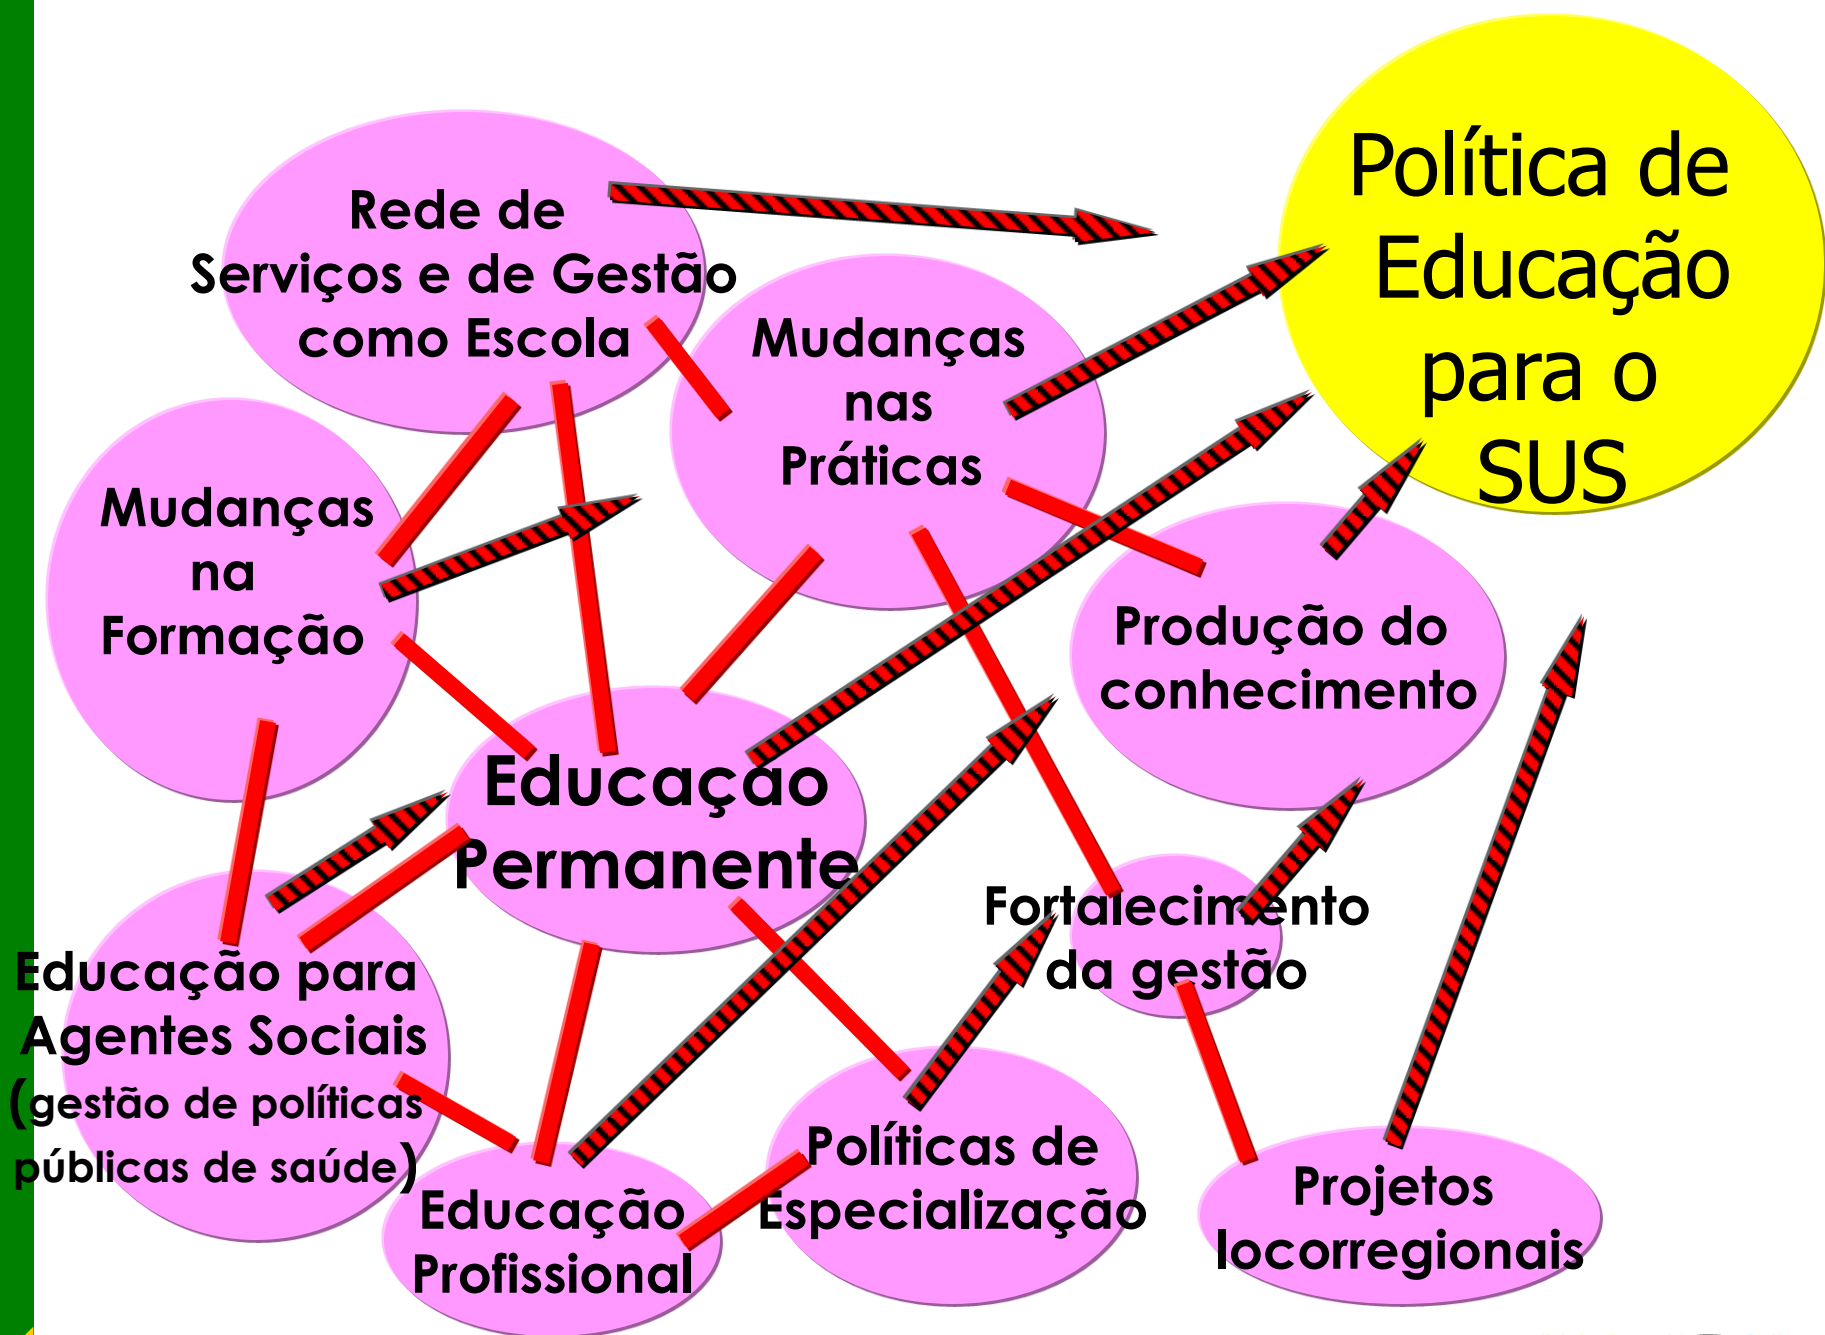 Política de
Educação
para o
SUS
Rede de
Serviços e de Gestão
como Escola
Mudanças
nas
Práticas
Mudanças
na
Formação
Produção do
conhecimento
Educação
Permanente
Fortalecimento
da gestão
Educação para
Agentes Sociais
(gestão de políticas
públicas de saúde)
Educação
Profissional
Políticas de
Especialização
Projetos
locorregionais